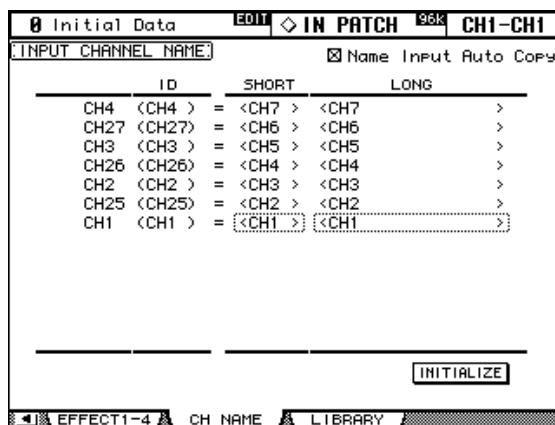 0 Initial Data EDIT ◇ IN PATCH 96k CH1-CH1
INPUT CHANNEL NAME
☒ Name Input Auto Copy
ID SHORT LONG
CH4 (CH4 ) = <CH7 > <CH7 >
CH27 (CH27) = <CH6 > <CH6 >
CH3 (CH3 ) = <CH5 > <CH5 >
CH26 (CH26) = <CH4 > <CH4 >
CH2 (CH2 ) = <CH3 > <CH3 >
CH25 (CH25) = <CH2 > <CH2 >
CH1 (CH1 ) = <CH1 > <CH1 >
INITIALIZE
EFFECT1-4 CH NAME LIBRARY